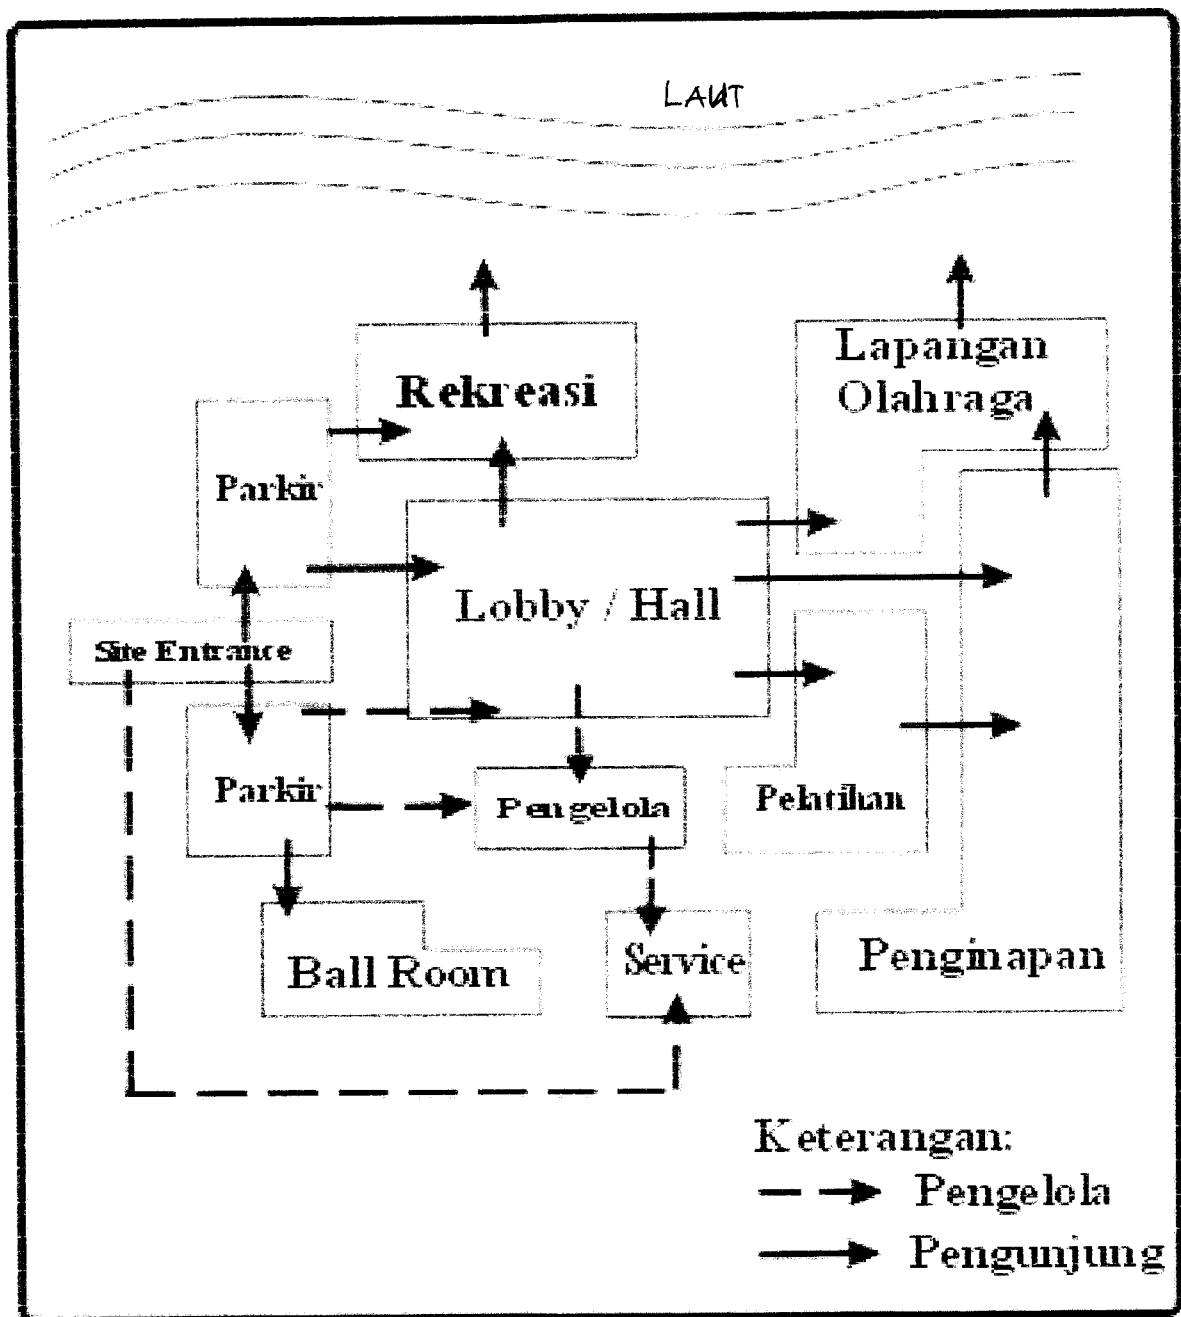 LAUT
Rekreasi
Lapangan
Olahraga
Parkir
Lobby / Hall
Site Entrance
Parkir
Pengelola
Pelatihan
Ball Room
Service
Penginapan
Keterangan:
Pengelola
Pengunjung